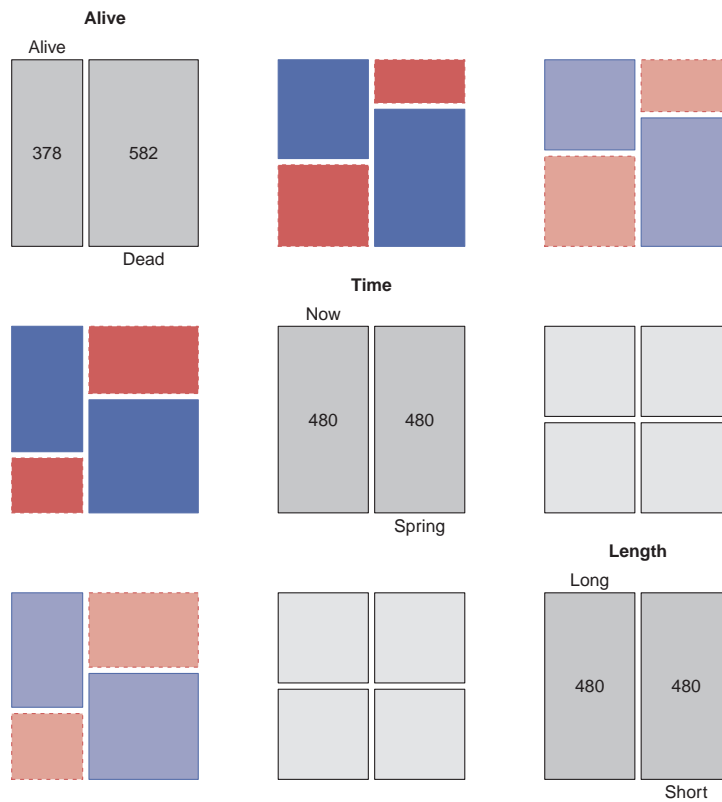 Alive
Alive
378 582
Dead
Time
Now
480 480
Spring
Length
Long
480 480
Short